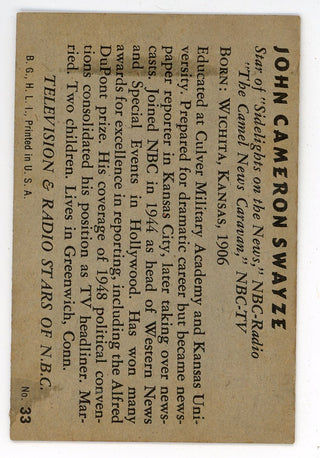 JOHN CAMERON SWAYZE
Star of "Sidelights on the News," NBC-Radio
"The Camel News Caravan," NBC-TV
BORN: WICHITA, KANSAS, 1906
Educated at Culver Military Academy and Kansas Uni-
versity. Prepared for dramatic career but became news-
paper reporter in Kansas City, later taking over news-
casts. Joined NBC in 1944 as head of Western News
and Special Events in Hollywood. Has won many
awards for excellence in reporting, including the Alfred
DuPont prize. His coverage of 1948 political conven-
tions consolidated his position as TV headliner. Mar-
ried. Two children. Lives in Greenwich, Conn.
TELEVISION & RADIO STARS OF N.B.C.
B. G., H. L. I., Printed in U. S. A.
No. 33